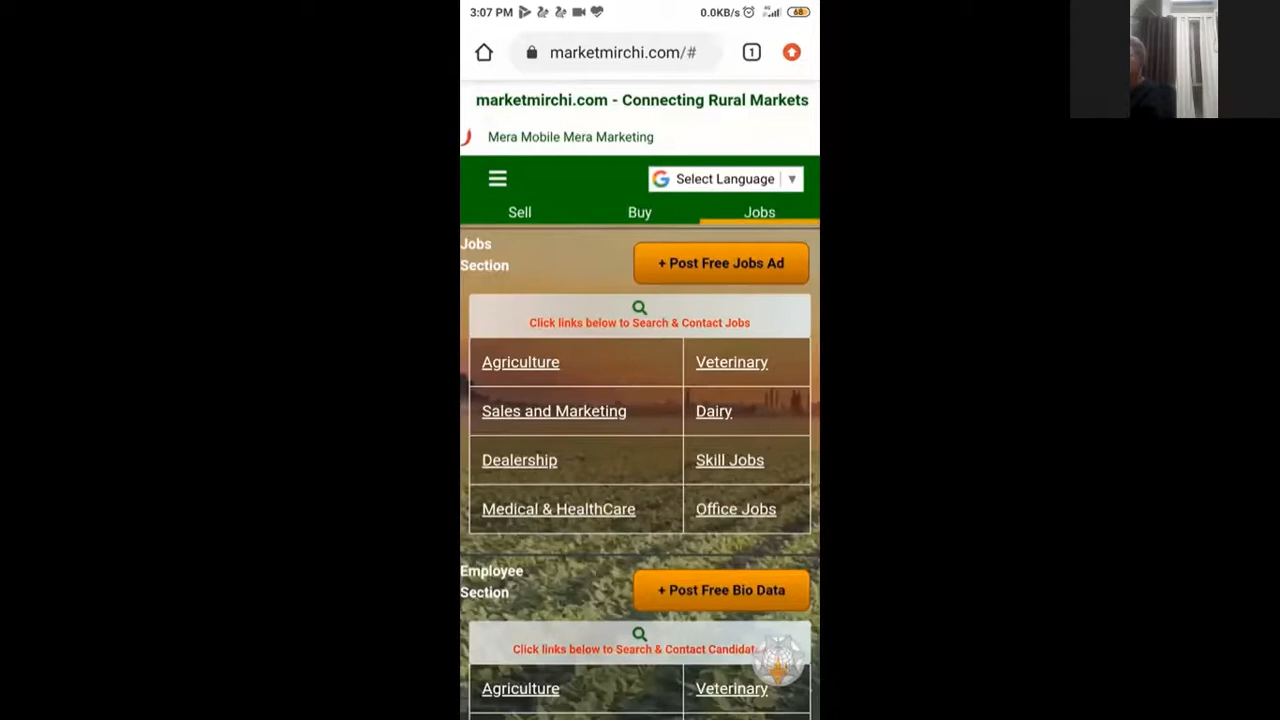 3:07 PM
0.0KB/s
4G
68
marketmirchi.com/#
1
marketmirchi.com - Connecting Rural Markets
Mera Mobile Mera Marketing
G Select Language ▼
Sell Buy Jobs
Jobs
Section
+ Post Free Jobs Ad
Click links below to Search & Contact Jobs
Agriculture Veterinary
Sales and Marketing Dairy
Dealership Skill Jobs
Medical & HealthCare Office Jobs
Employee
Section
+ Post Free Bio Data
Click links below to Search & Contact
Agriculture Veterinary